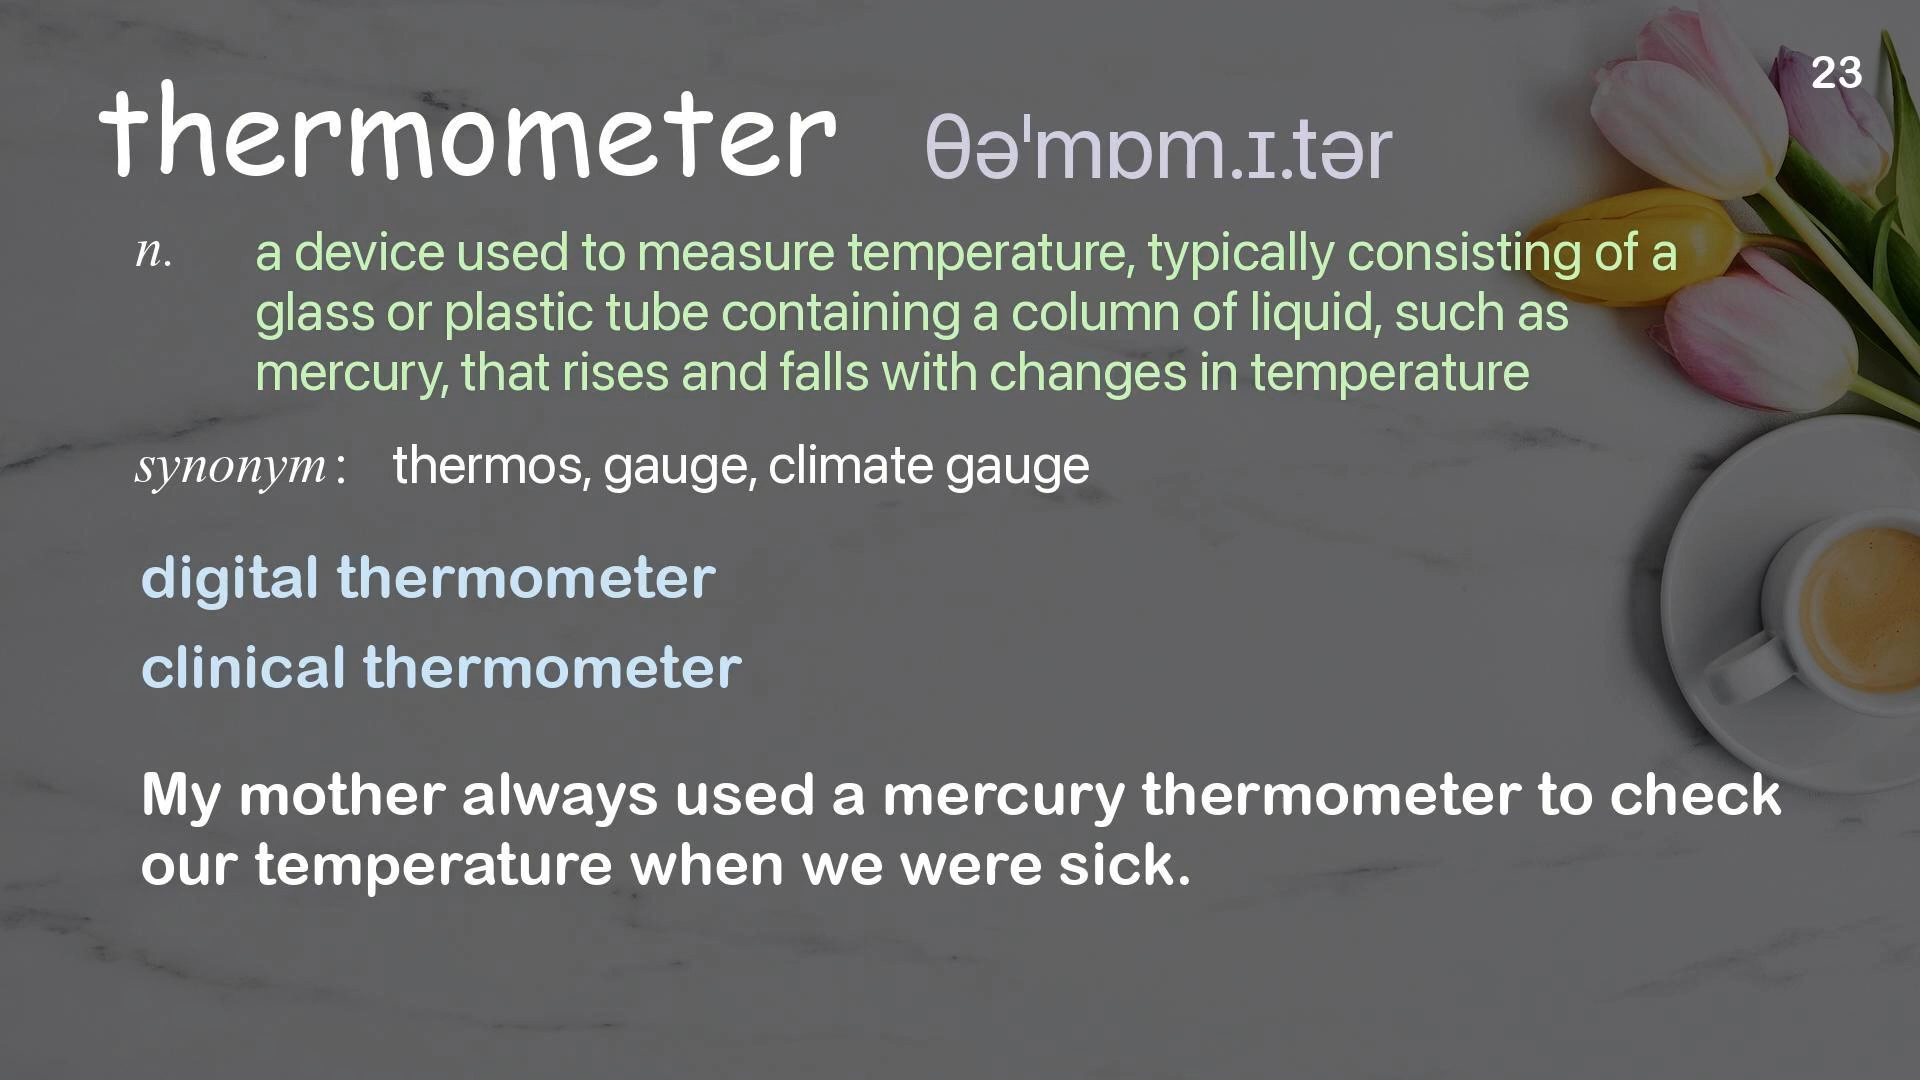 23
thermometer θəˈmɒm.ɪ.tər
n. a device used to measure temperature, typically consisting of a
glass or plastic tube containing a column of liquid, such as
mercury, that rises and falls with changes in temperature
synonym : thermos, gauge, climate gauge
digital thermometer
clinical thermometer
My mother always used a mercury thermometer to check
our temperature when we were sick.